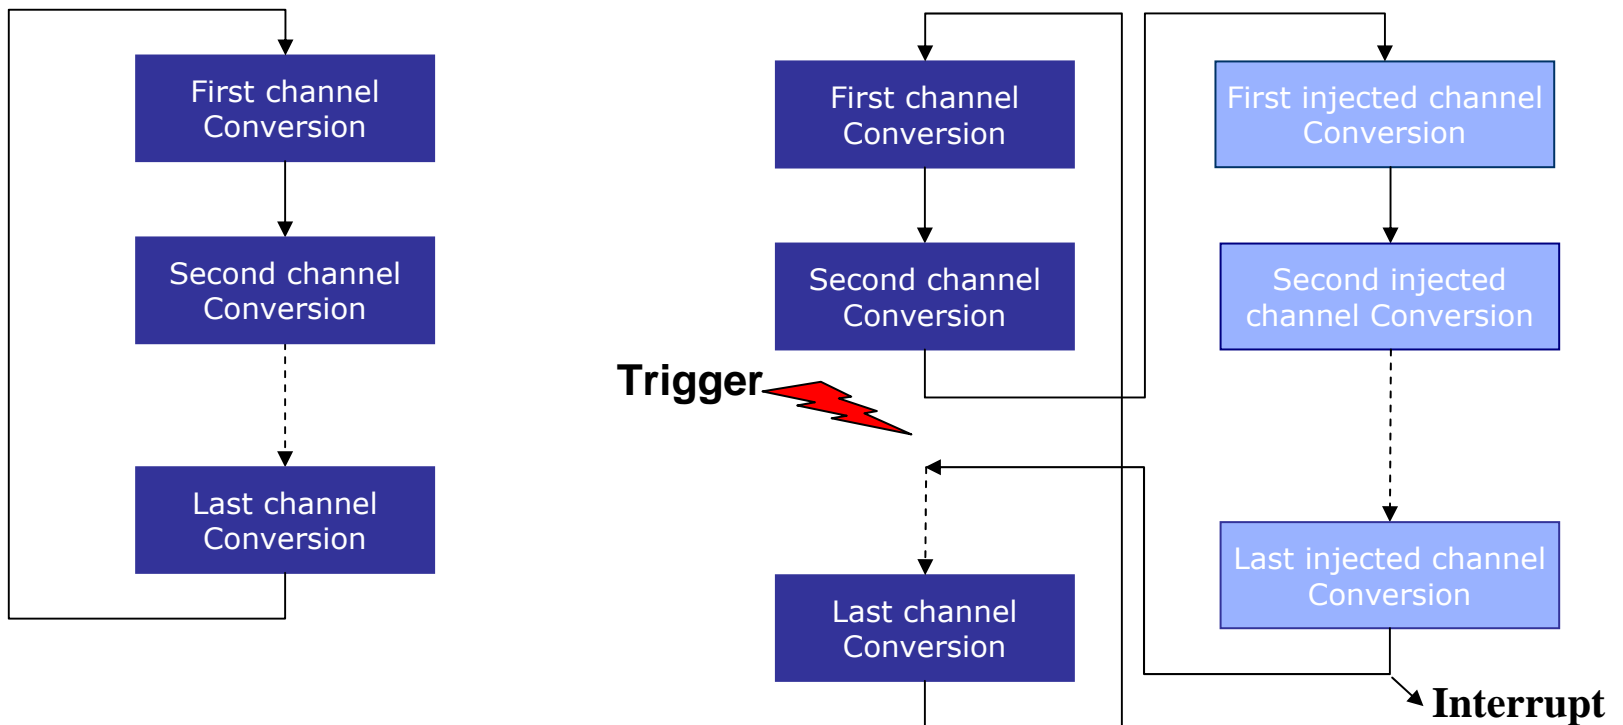 First channel
Conversion
Second channel
Conversion
Last channel
Conversion
First channel
Conversion
Second channel
Conversion
Trigger
Last channel
Conversion
First injected channel
Conversion
Second injected
channel Conversion
Last injected channel
Conversion
Interrupt